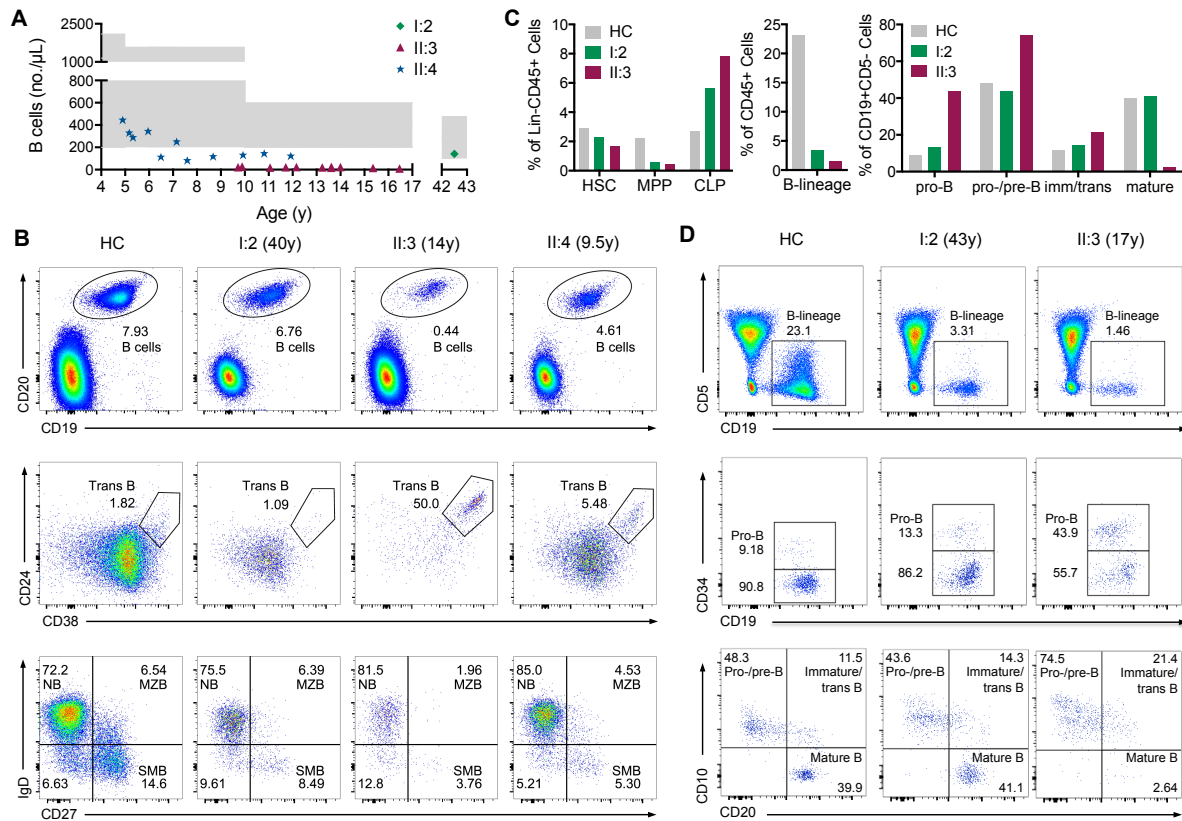 A
B cells (no./μL)
2500
1000
800
600
400
200
0
4 5 6 7 8 9 10 11 12 13 14 15 16 17 42 43
Age (y)
I:2
II:3
II:4
C
% of Lin-CD45+ Cells
10
8
6
4
2
0
HC
I:2
II:3
HSC MPP CLP
% of CD45+ Cells
25
20
15
10
5
0
B-lineage
% of CD19+CD5- Cells
80
60
40
20
0
HC
I:2
II:3
pro-B pro-/pre-B imm/trans mature
B
HC I:2 (40y) II:3 (14y) II:4 (9.5y)
7.93 6.76 0.44 4.61
B cells B cells B cells B cells
CD20
CD19
Trans B Trans B Trans B Trans B
1.82 1.09 50.0 5.48
CD24
CD38
72.2 6.54 75.5 6.39 81.5 1.96 85.0 4.53
NB MZB NB MZB NB MZB NB MZB
SMB SMB SMB SMB
6.63 14.6 9.61 8.49 12.8 3.76 5.21 5.30
IgD
CD27
D
HC I:2 (43y) II:3 (17y)
B-lineage B-lineage B-lineage
23.1 3.31 1.46
CD5
CD19
Pro-B Pro-B Pro-B
9.18 13.3 43.9
90.8 86.2 55.7
CD34
CD19
48.3 11.5 43.6 14.3 74.5 21.4
Pro-/pre-B Immature/ Pro-/pre-B Immature/ Pro-/pre-B Immature/
trans B trans B trans B
Mature B Mature B Mature B
39.9 41.1 2.64
CD10
CD20